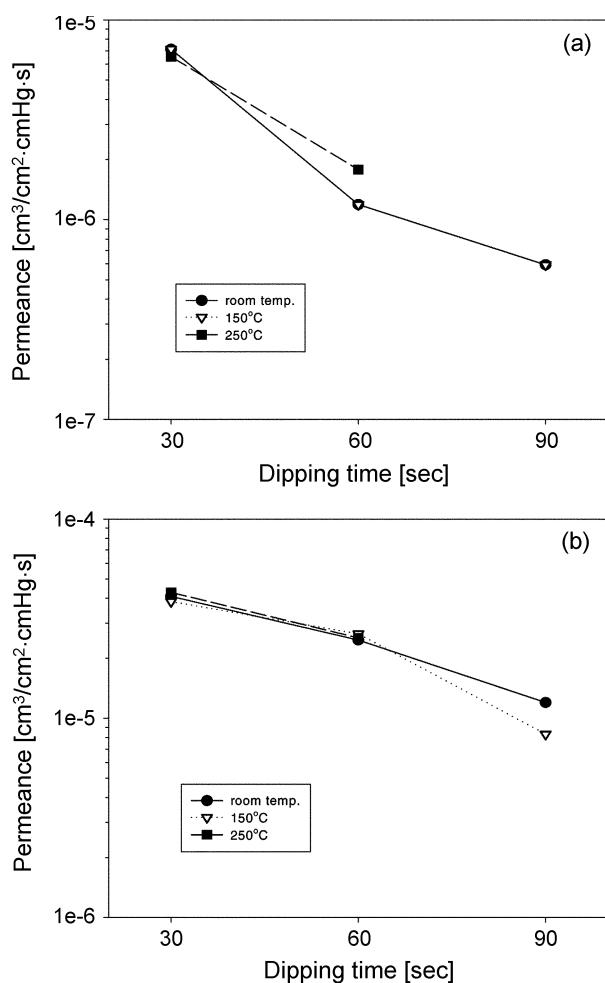 1e-5
(a)
Permeance [cm³/cm²·cmHg·s]
1e-6
room temp.
150°C
250°C
1e-7
30 60 90
Dipping time [sec]
1e-4
(b)
Permeance [cm³/cm²·cmHg·s]
1e-5
room temp.
150°C
250°C
1e-6
30 60 90
Dipping time [sec]